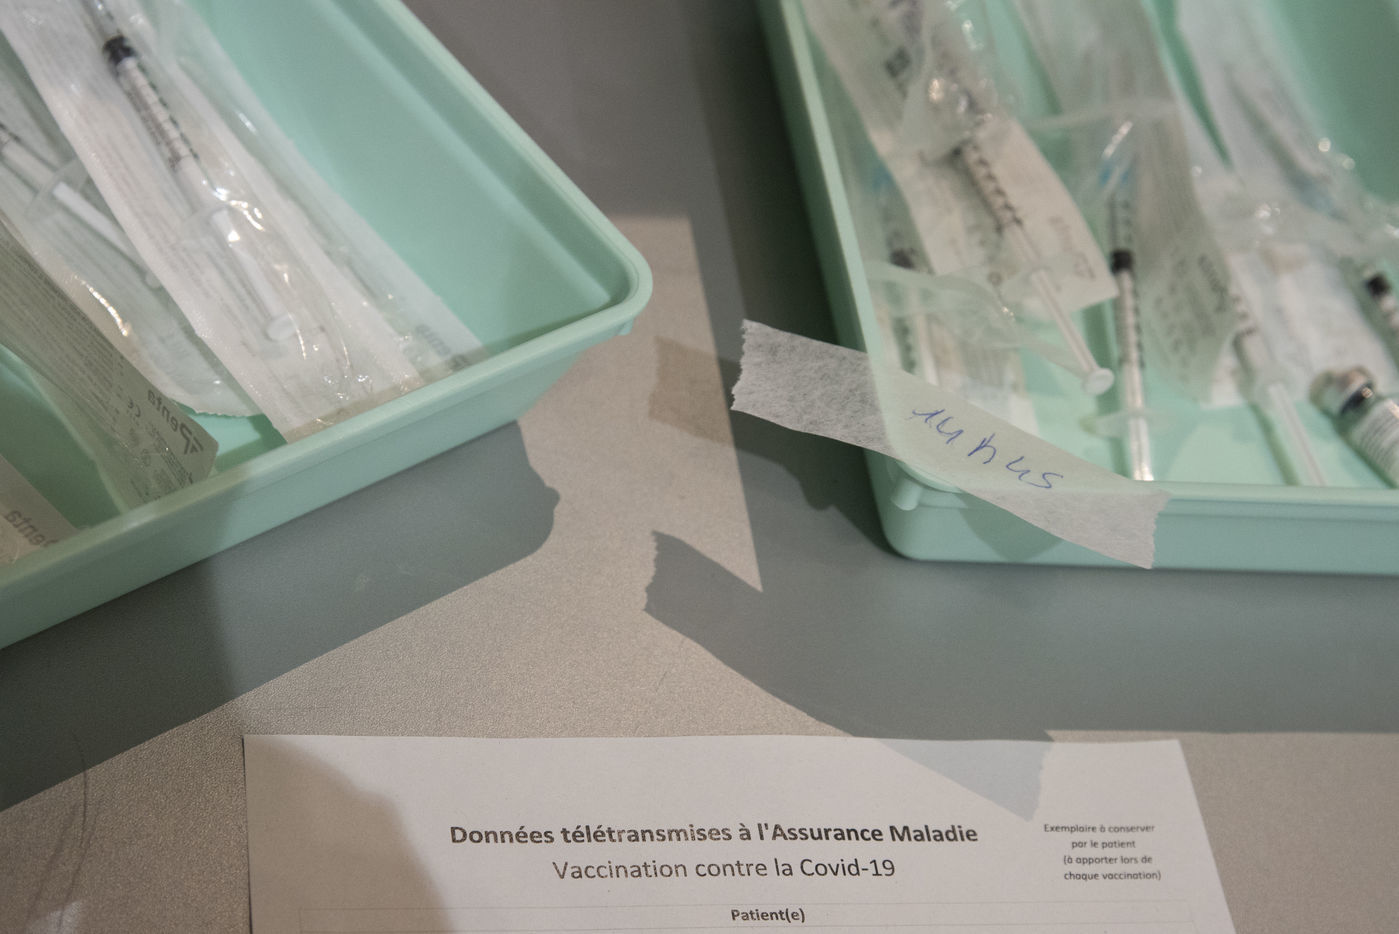 Penta
14h45
Données télétransmises à l'Assurance Maladie
Vaccination contre la Covid-19
Exemplaire à conserver
par le patient
(à apporter lors de
chaque vaccination)
Patient(e)